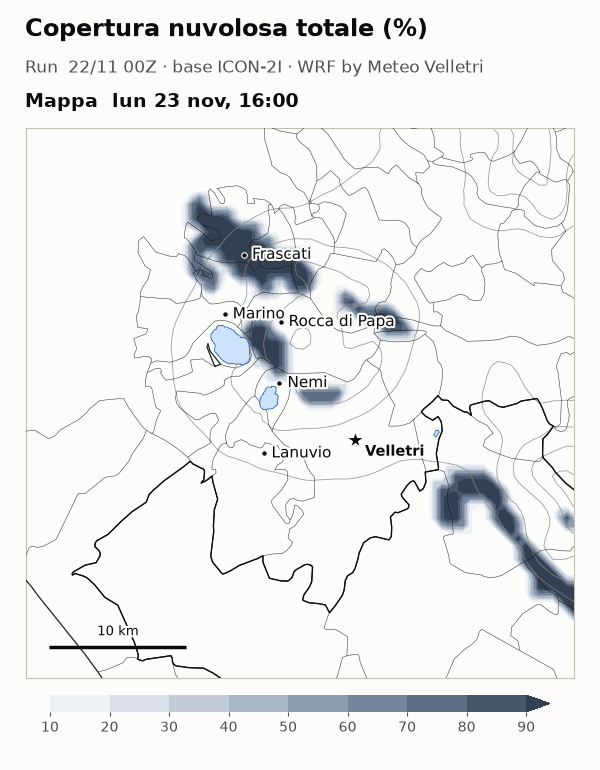 Copertura nuvolosa totale (%)
Run  22/11 00Z · base ICON-2I · WRF by Meteo Velletri
Mappa  lun 23 nov, 16:00
Frascati
Marino
Rocca di Papa
Nemi
Velletri
Lanuvio
10 km
10 20 30 40 50 60 70 80 90